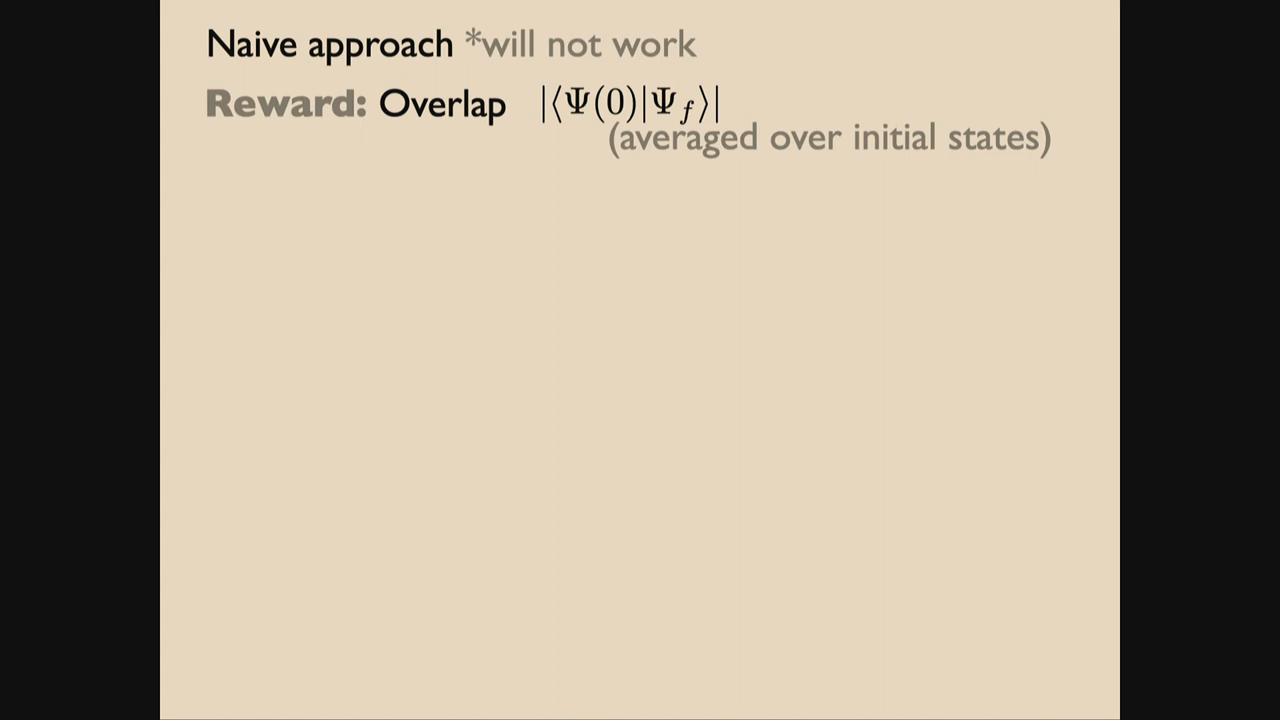 Naive approach *will not work
Reward: Overlap |⟨Ψ(0)|Ψ_f⟩|
(averaged over initial states)